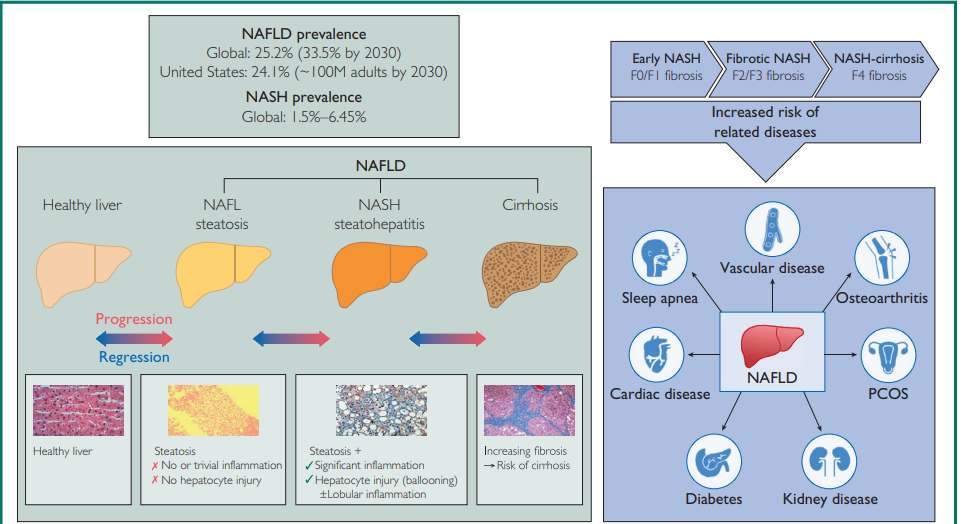 NAFLD prevalence
Global: 25.2% (33.5% by 2030)
United States: 24.1% (~100M adults by 2030)
NASH prevalence
Global: 1.5%–6.45%
NAFLD
Healthy liver
NAFL
steatosis
NASH
steatohepatitis
Cirrhosis
Progression
Regression
Healthy liver
Steatosis
✗ No or trivial inflammation
✗ No hepatocyte injury
Steatosis +
✓ Significant inflammation
✓ Hepatocyte injury (ballooning)
±Lobular inflammation
Increasing fibrosis
→ Risk of cirrhosis
Early NASH
F0/F1 fibrosis
Fibrotic NASH
F2/F3 fibrosis
NASH-cirrhosis
F4 fibrosis
Increased risk of
related diseases
Vascular disease
Sleep apnea
zzz
Osteoarthritis
NAFLD
Cardiac disease
PCOS
Diabetes
Kidney disease